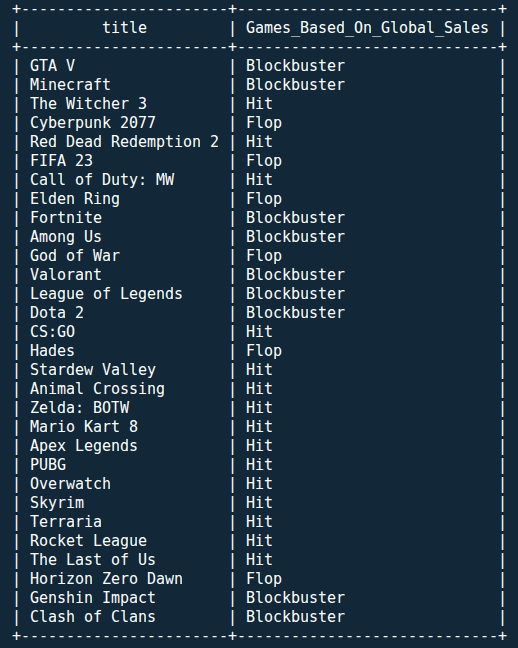 +-----------------------+-----------------------------+
|         title         | Games_Based_On_Global_Sales |
+-----------------------+-----------------------------+
| GTA V                 | Blockbuster                 |
| Minecraft             | Blockbuster                 |
| The Witcher 3         | Hit                         |
| Cyberpunk 2077        | Flop                        |
| Red Dead Redemption 2 | Hit                         |
| FIFA 23               | Flop                        |
| Call of Duty: MW      | Hit                         |
| Elden Ring            | Flop                        |
| Fortnite              | Blockbuster                 |
| Among Us              | Blockbuster                 |
| God of War            | Flop                        |
| Valorant              | Blockbuster                 |
| League of Legends     | Blockbuster                 |
| Dota 2                | Blockbuster                 |
| CS:GO                 | Hit                         |
| Hades                 | Flop                        |
| Stardew Valley        | Hit                         |
| Animal Crossing       | Hit                         |
| Zelda: BOTW           | Hit                         |
| Mario Kart 8          | Hit                         |
| Apex Legends          | Hit                         |
| PUBG                  | Hit                         |
| Overwatch             | Hit                         |
| Skyrim                | Hit                         |
| Terraria              | Hit                         |
| Rocket League         | Hit                         |
| The Last of Us        | Hit                         |
| Horizon Zero Dawn     | Flop                        |
| Genshin Impact        | Blockbuster                 |
| Clash of Clans        | Blockbuster                 |
+-----------------------+-----------------------------+